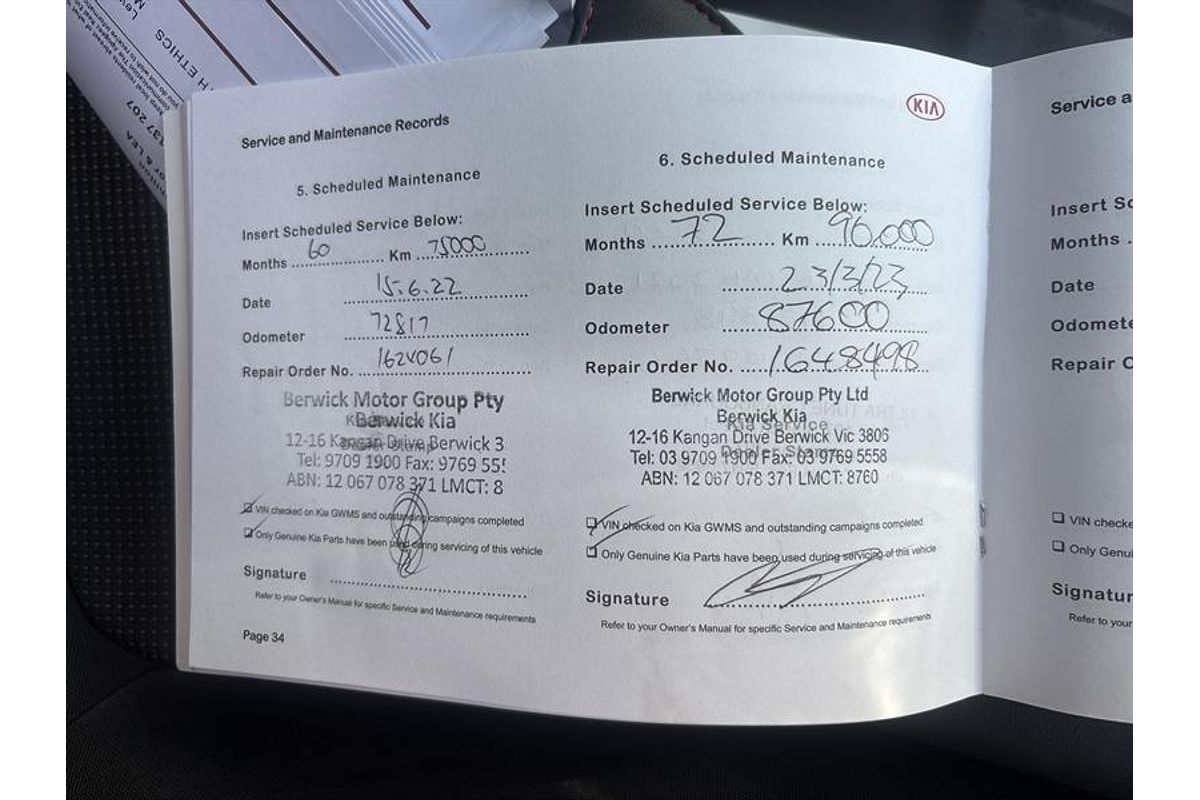 H ETHICS
137 207
KIA
Service and Maintenance Records
5. Scheduled Maintenance
Insert Scheduled Service Below:
Months 60 Km 75000
Date 15.6.22
Odometer 72817
Repair Order No. 1624061
Berwick Motor Group Pty
Berwick Kia
12-16 Kangan Drive Berwick 3
Tel: 9709 1900 Fax: 9769 55
ABN: 12 067 078 371 LMCT: 8
VIN checked on Kia GWMS and outstanding campaigns completed
Only Genuine Kia Parts have been used during servicing of this vehicle
Signature
Refer to your Owner's Manual for specific Service and Maintenance requirements
Page 34
6. Scheduled Maintenance
Insert Scheduled Service Below:
Months 72 Km 90,000
Date 23/3/23
Odometer 87600
Repair Order No. 1648498
Berwick Motor Group Pty Ltd
Berwick Kia
Kia Service
12-16 Kangan Drive Berwick Vic 3806
Dealer Stamp
Tel: 03 9709 1900 Fax: 03 9769 5558
ABN: 12 067 078 371 LMCT: 8760
VIN checked on Kia GWMS and outstanding campaigns completed
Only Genuine Kia Parts have been used during servicing of this vehicle
Signature
Refer to your Owner's Manual for specific Service and Maintenance requirements
Service a
Insert Sc
Months
Date
Odomete
Repair O
VIN checke
Only Genui
Signatur
Refer to your